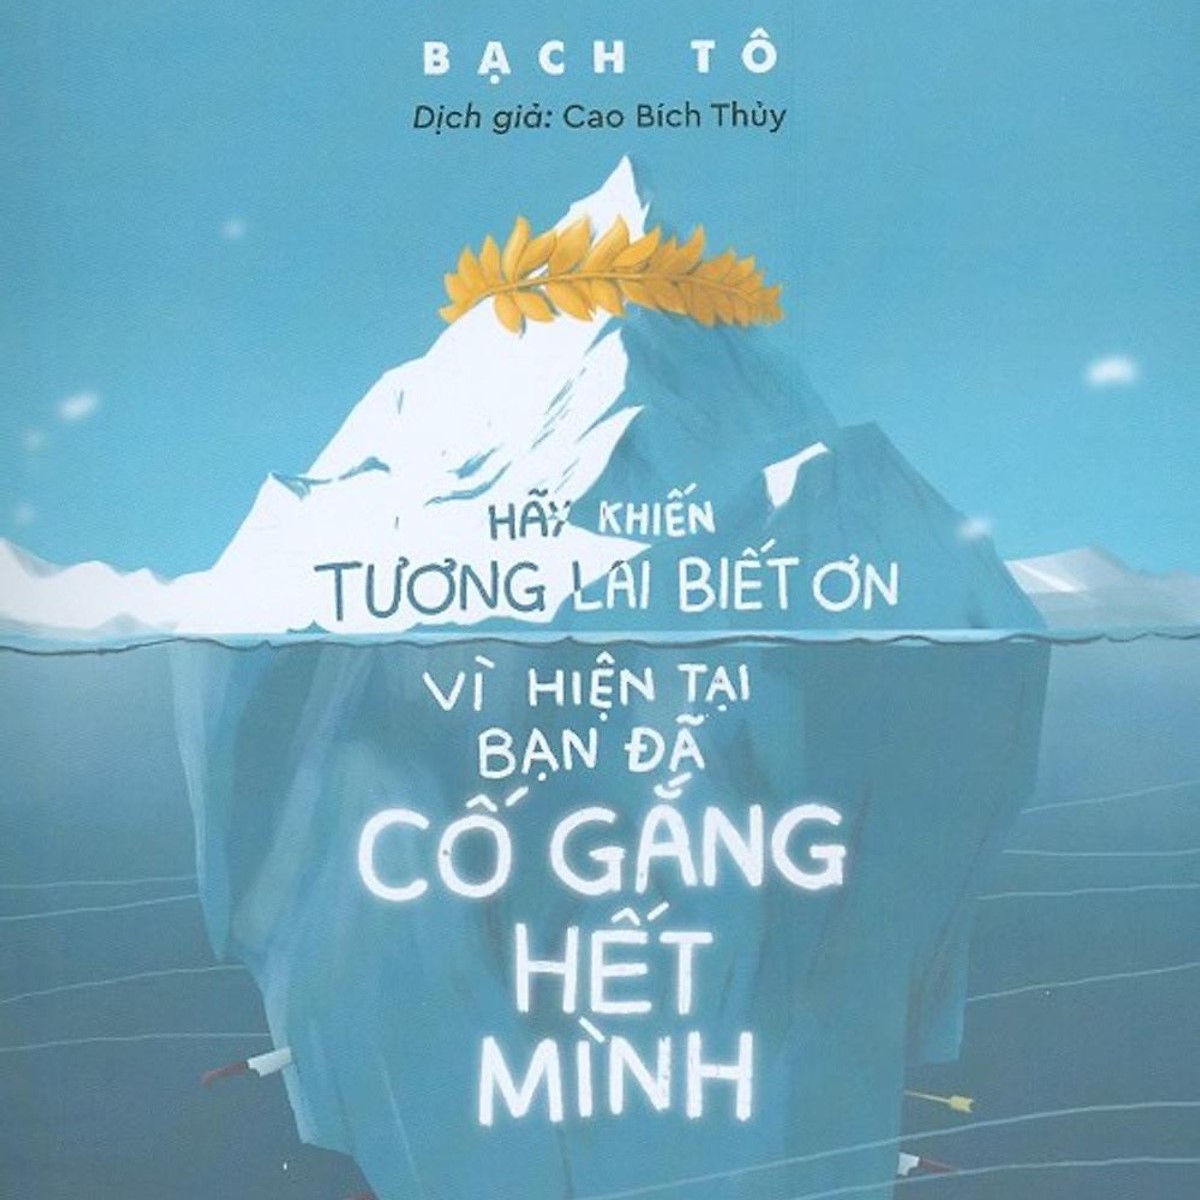 BẠCH TÔ
Dịch giả: Cao Bích Thủy
HÃY KHIẾN
TƯƠNG LAI BIẾT ƠN
VÌ HIỆN TẠI
BẠN ĐÃ
CỐ GẮNG
HẾT
MÌNH